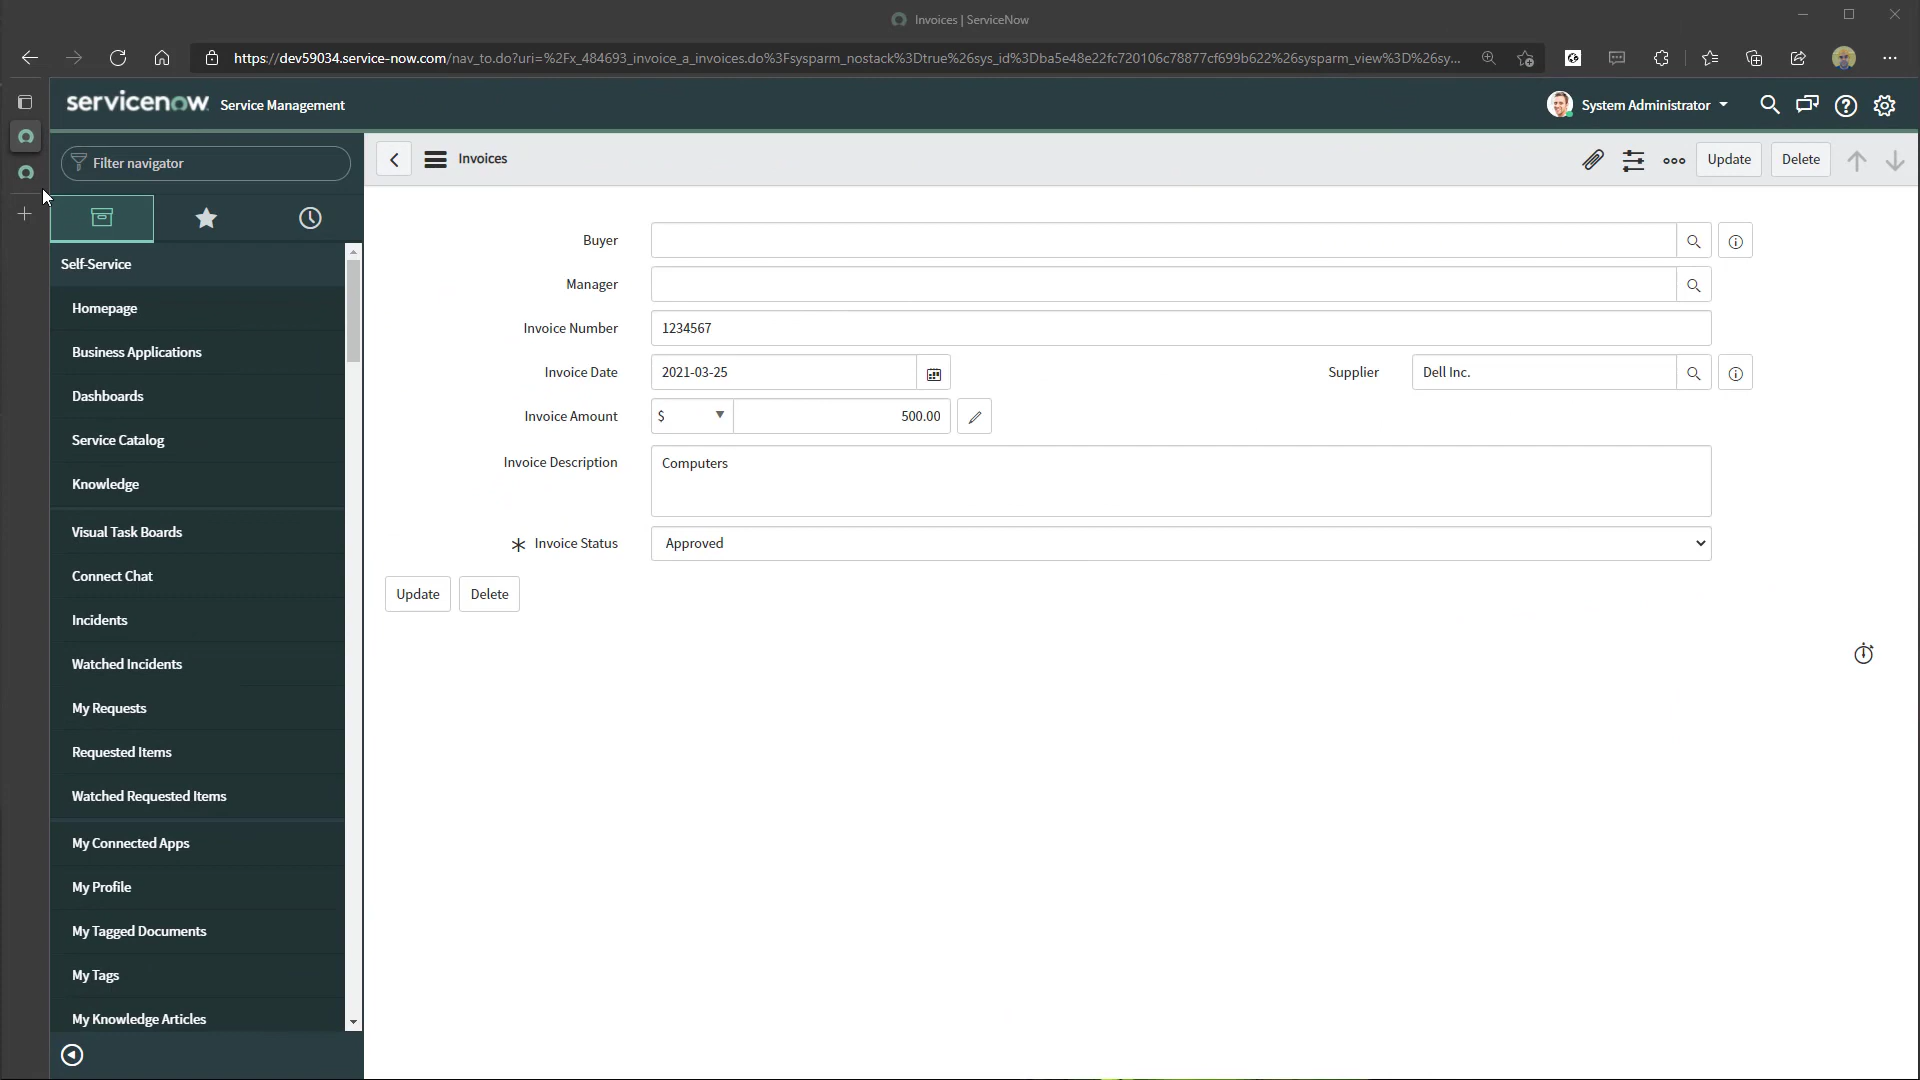 Invoices | ServiceNow
https://dev59034.service-now.com/nav_to.do?uri=%2Fx_484693_invoice_a_invoices.do%3Fsysparm_nostack%3Dtrue%26sys_id%3Dba5e48e22fc720106c78877cf699b622%26sysparm_view%3D%26sy...
servicenow Service Management
System Administrator
Filter navigator
Invoices
Update
Delete
Self-Service
Homepage
Business Applications
Dashboards
Service Catalog
Knowledge
Visual Task Boards
Connect Chat
Incidents
Watched Incidents
My Requests
Requested Items
Watched Requested Items
My Connected Apps
My Profile
My Tagged Documents
My Tags
My Knowledge Articles
Buyer
Manager
Invoice Number 1234567
Invoice Date 2021-03-25
Supplier Dell Inc.
Invoice Amount $ 500.00
Invoice Description Computers
Invoice Status Approved
Update
Delete